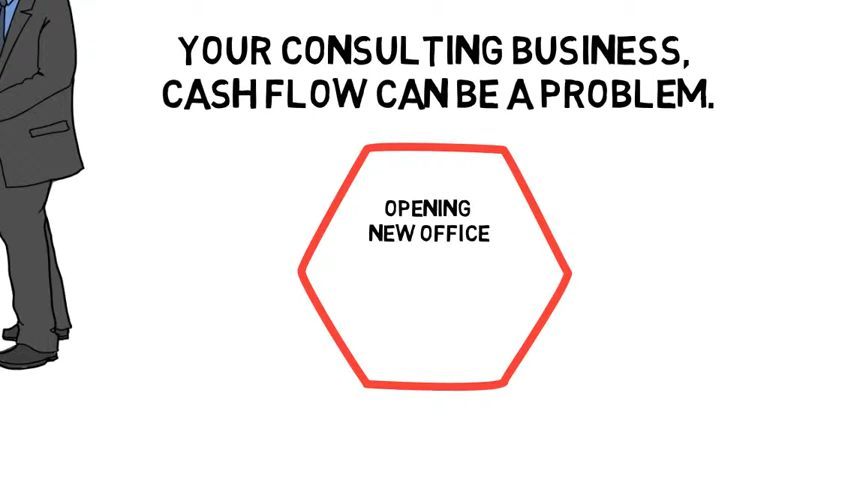 YOUR CONSULTING BUSINESS,
CASH FLOW CAN BE A PROBLEM.
OPENING
NEW OFFICE